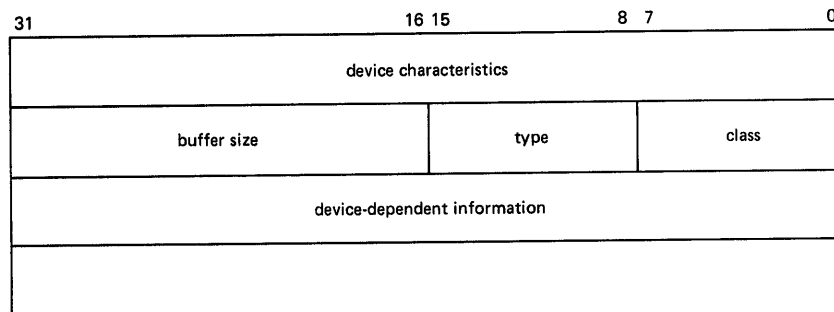 31 16 15 8 7 0
device characteristics
buffer size type class
device-dependent information